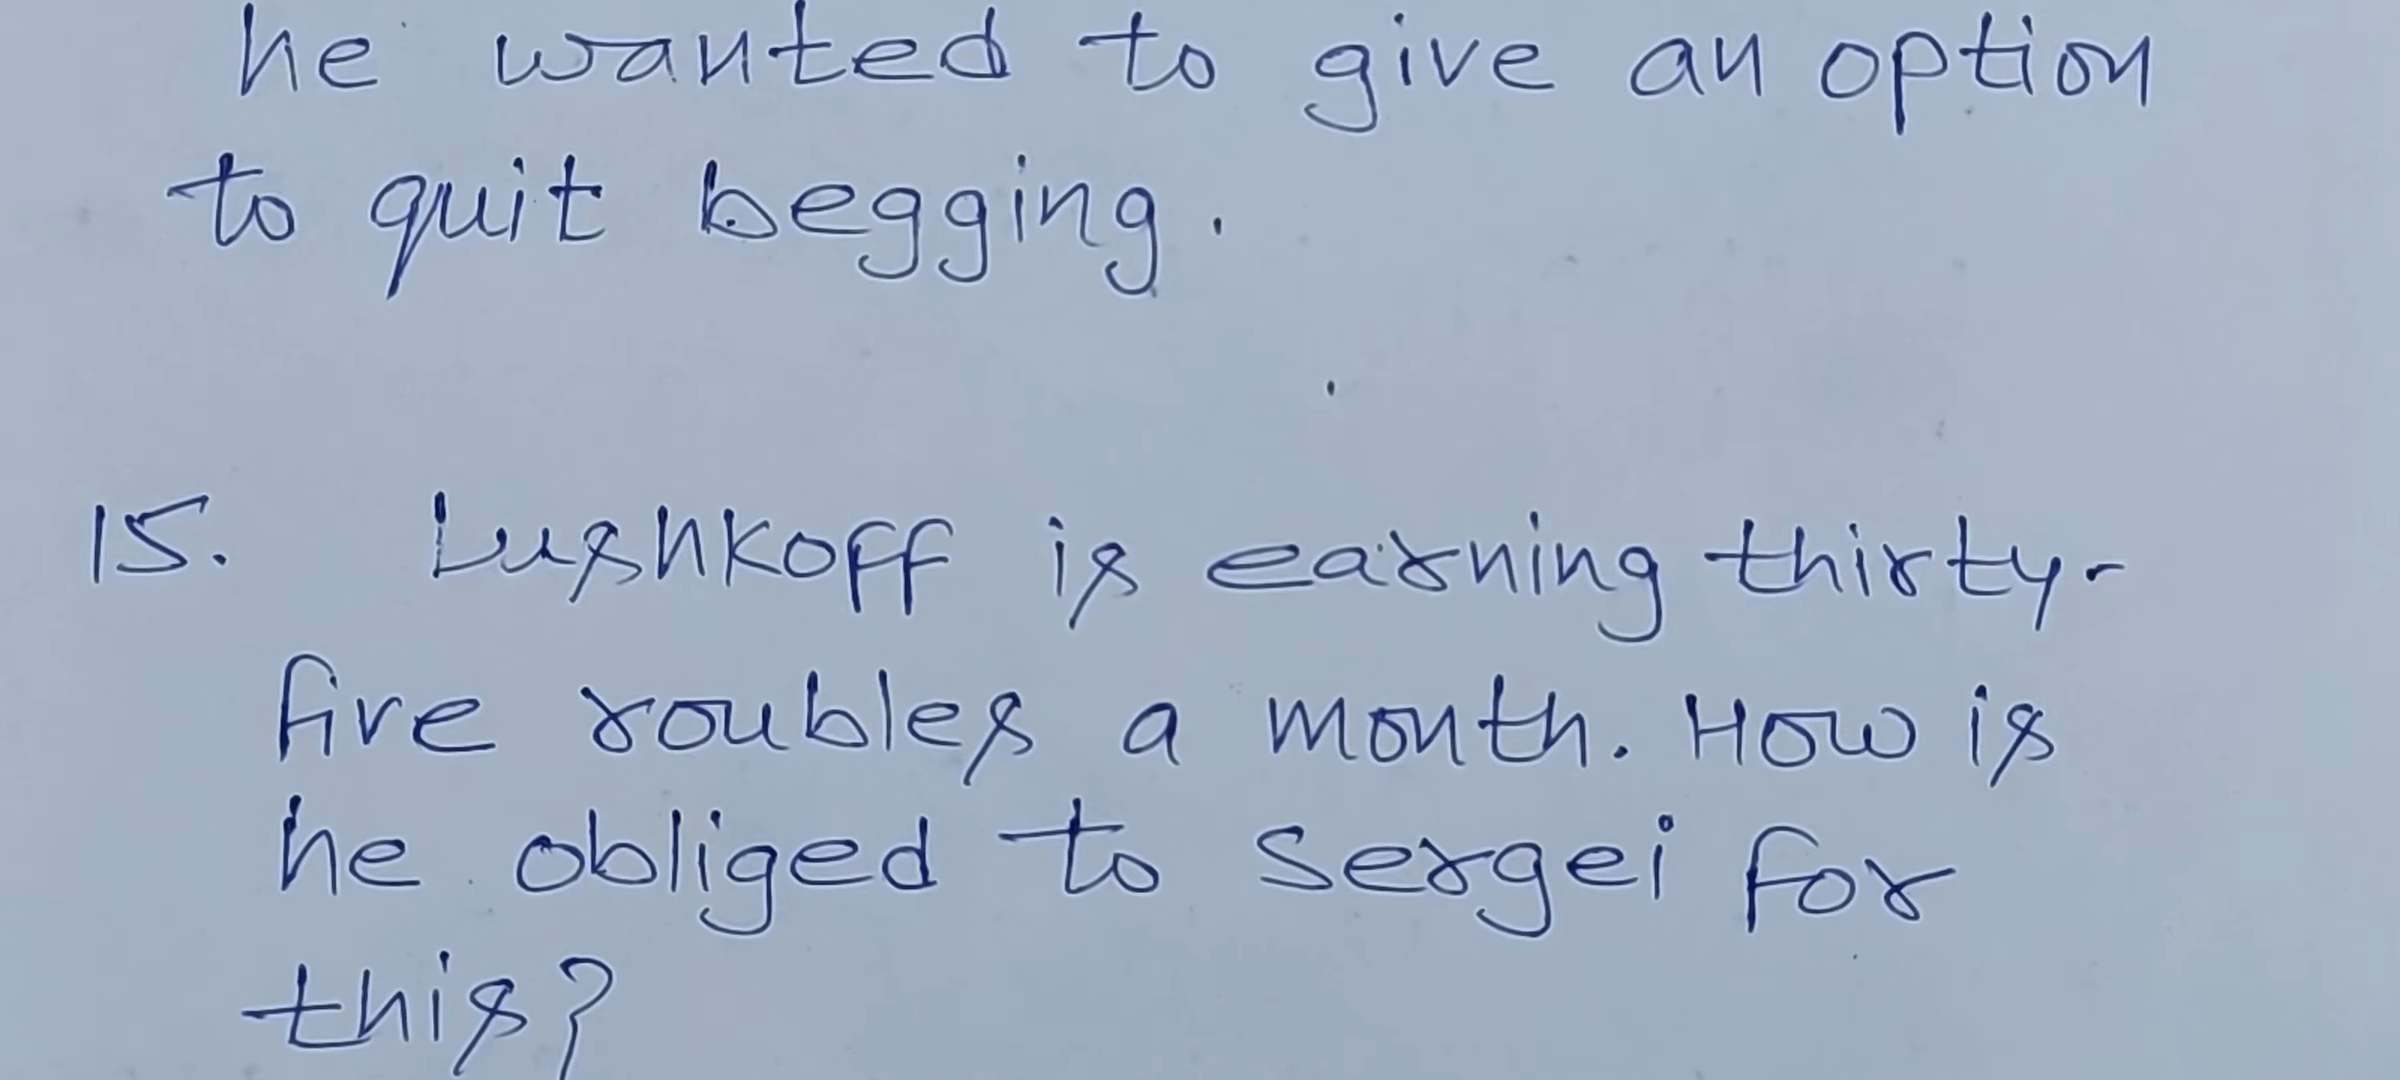 he wanted to give an option
to quit begging.
15. Lushkoff is earning thirty-
five roubles a month. How is
he obliged to Sergei for
this?